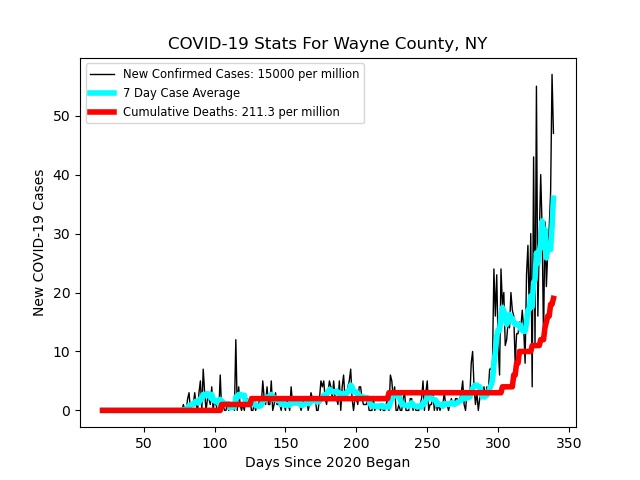 COVID-19 Stats For Wayne County, NY
New Confirmed Cases: 15000 per million
7 Day Case Average
Cumulative Deaths: 211.3 per million
New COVID-19 Cases
50
40
30
20
10
0
50 100 150 200 250 300 350
Days Since 2020 Began